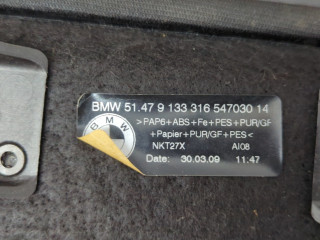 BMW 51.47 9 133 316 547030 14
>PAP6+ABS+Fe+PES+PUR/GF
+Papier+PUR/GF+PES<
NKT27X AI08
Date: 30.03.09 11:47
BMW